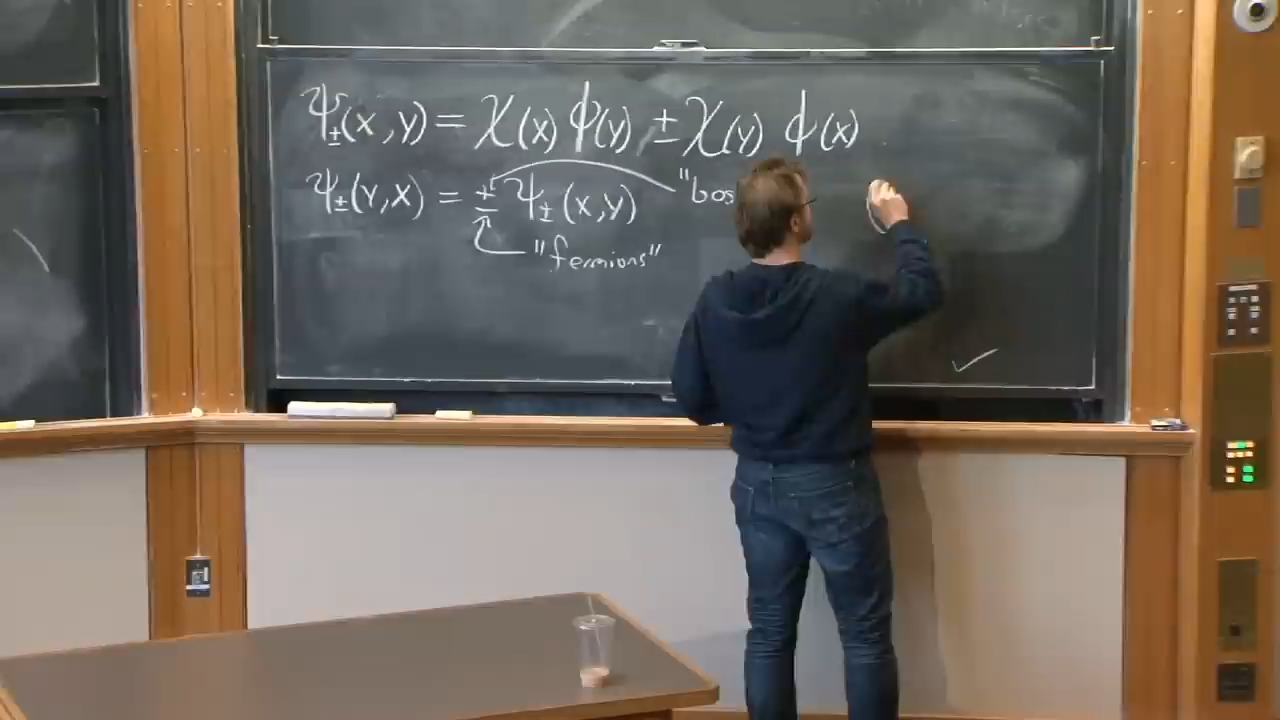 ψ±(x,y) = χ(x) ϕ(y) ± χ(y) ϕ(x)
ψ±(y,x) = ± ψ±(x,y) "bos
"fermions"